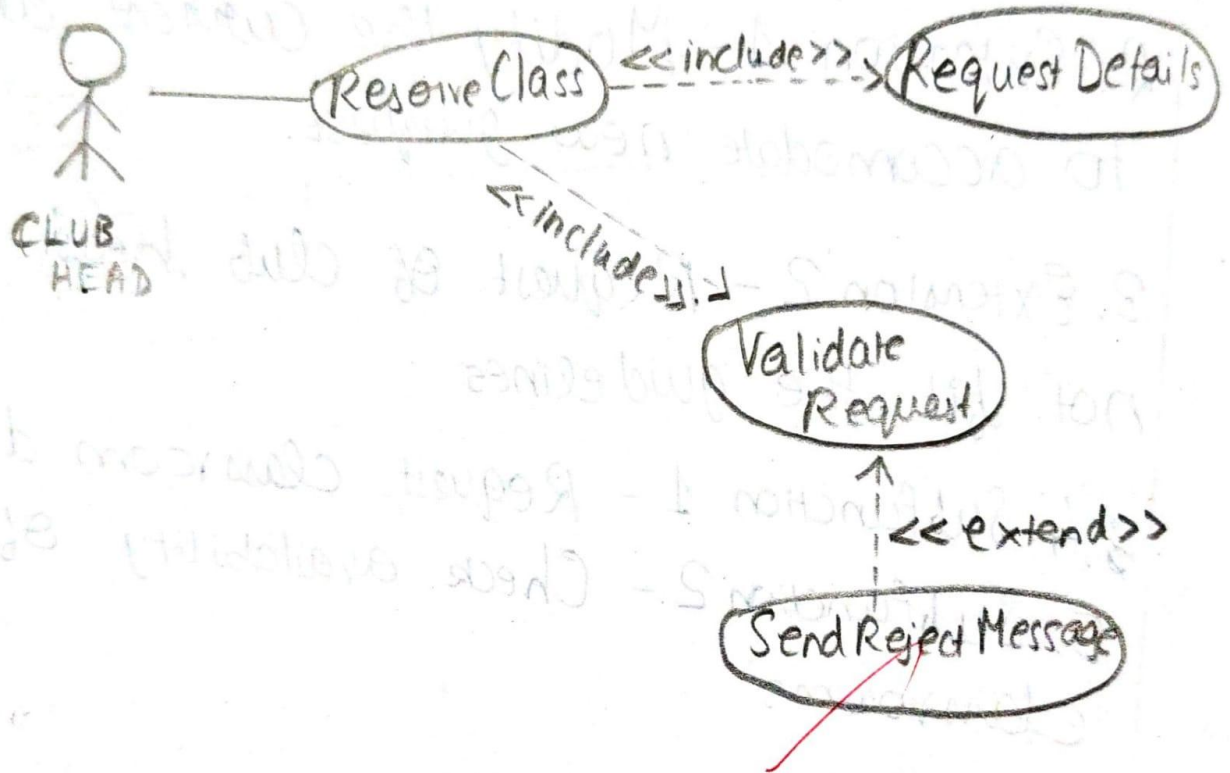 Reserve Class
<<include>>
Request Details
CLUB
HEAD
<<include>>
Validate
Request
<<extend>>
Send Reject Message